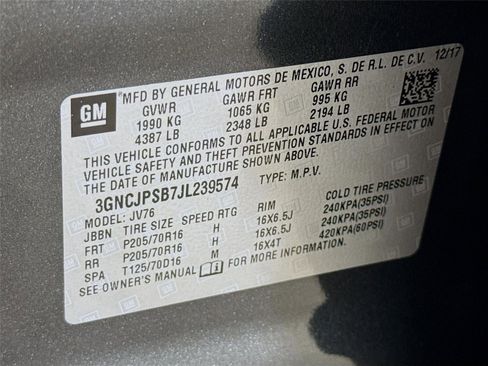 GM
MFD BY GENERAL MOTORS DE MEXICO, S. DE R.L. DE C.V. 12/17
GVWR GAWR FRT GAWR RR
1990 KG 1065 KG 995 KG
4387 LB 2348 LB 2194 LB
THIS VEHICLE CONFORMS TO ALL APPLICABLE U.S. FEDERAL MOTOR
VEHICLE SAFETY AND THEFT PREVENTION STANDARDS IN EFFECT ON
THE DATE OF MANUFACTURE SHOWN ABOVE.
3GNCJPSB7JL239574 TYPE: M.P.V.
MODEL: JV76
JBBN TIRE SIZE SPEED RTG RIM COLD TIRE PRESSURE
FRT P205/70R16 H 16X6.5J 240KPA(35PSI)
RR P205/70R16 H 16X6.5J 240KPA(35PSI)
SPA T125/70D16 M 16X4T 420KPA(60PSI)
SEE OWNER'S MANUAL FOR MORE INFORMATION